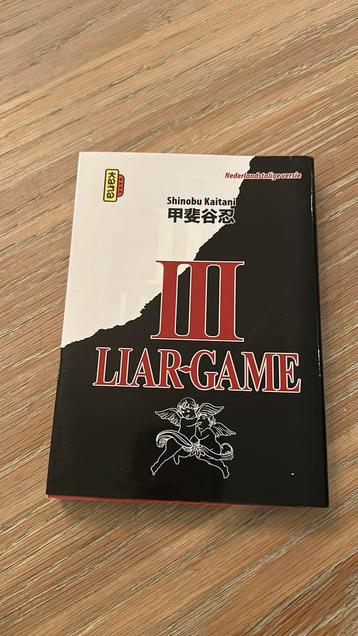 Kana
Nederlandstalige versie
Shinobu Kaitani
甲斐谷忍
III
LIAR-GAME